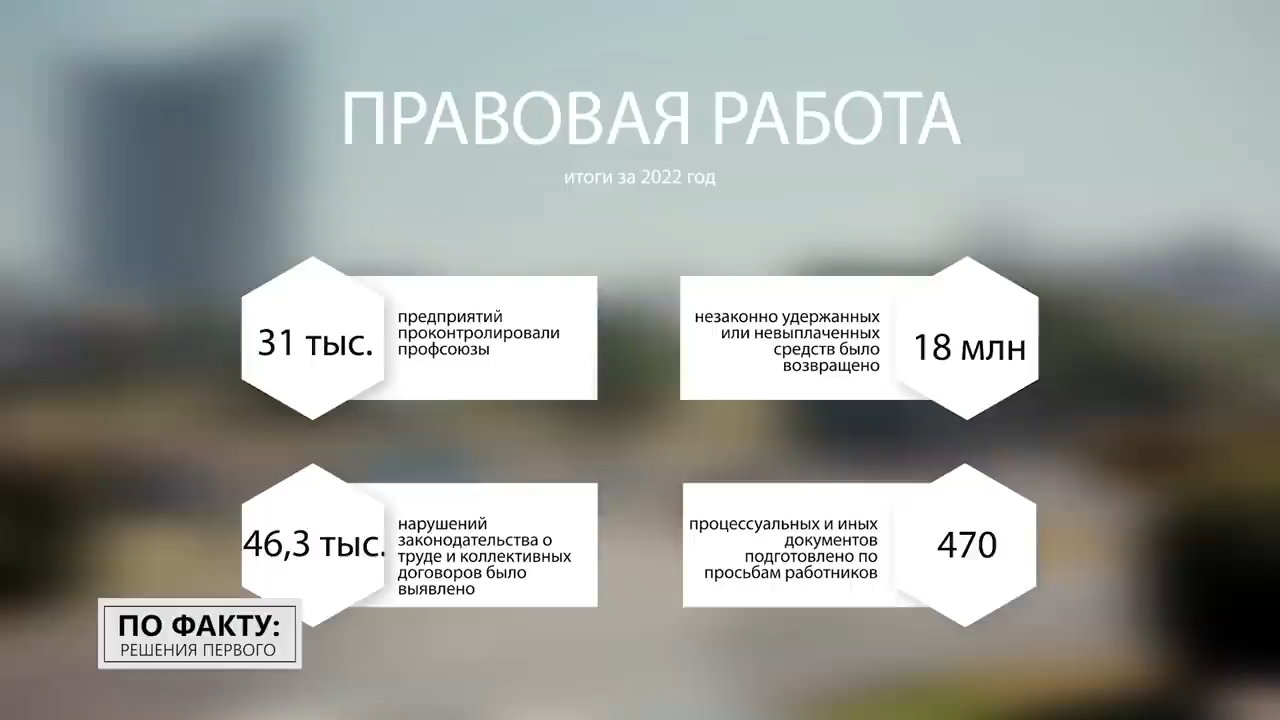 ПРАВОВАЯ РАБОТА
итоги за 2022 год
31 тыс.
предприятий
проконтролировали
профсоюзы
незаконно удержанных
или невыплаченных
средств было
возвращено
18 млн
46,3 тыс.
нарушений
законодательства о
труде и коллективных
договоров было
выявлено
процессуальных и иных
документов
подготовлено по
просьбам работников
470
ПО ФАКТУ:
РЕШЕНИЯ ПЕРВОГО